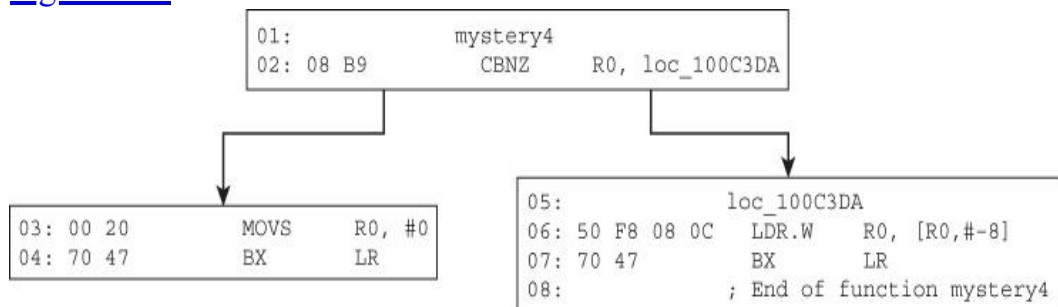 01: mystery4
02: 08 B9 CBNZ R0, loc_100C3DA
03: 00 20 MOVS R0, #0
04: 70 47 BX LR
05: loc_100C3DA
06: 50 F8 08 0C LDR.W R0, [R0,#-8]
07: 70 47 BX LR
08: ; End of function mystery4